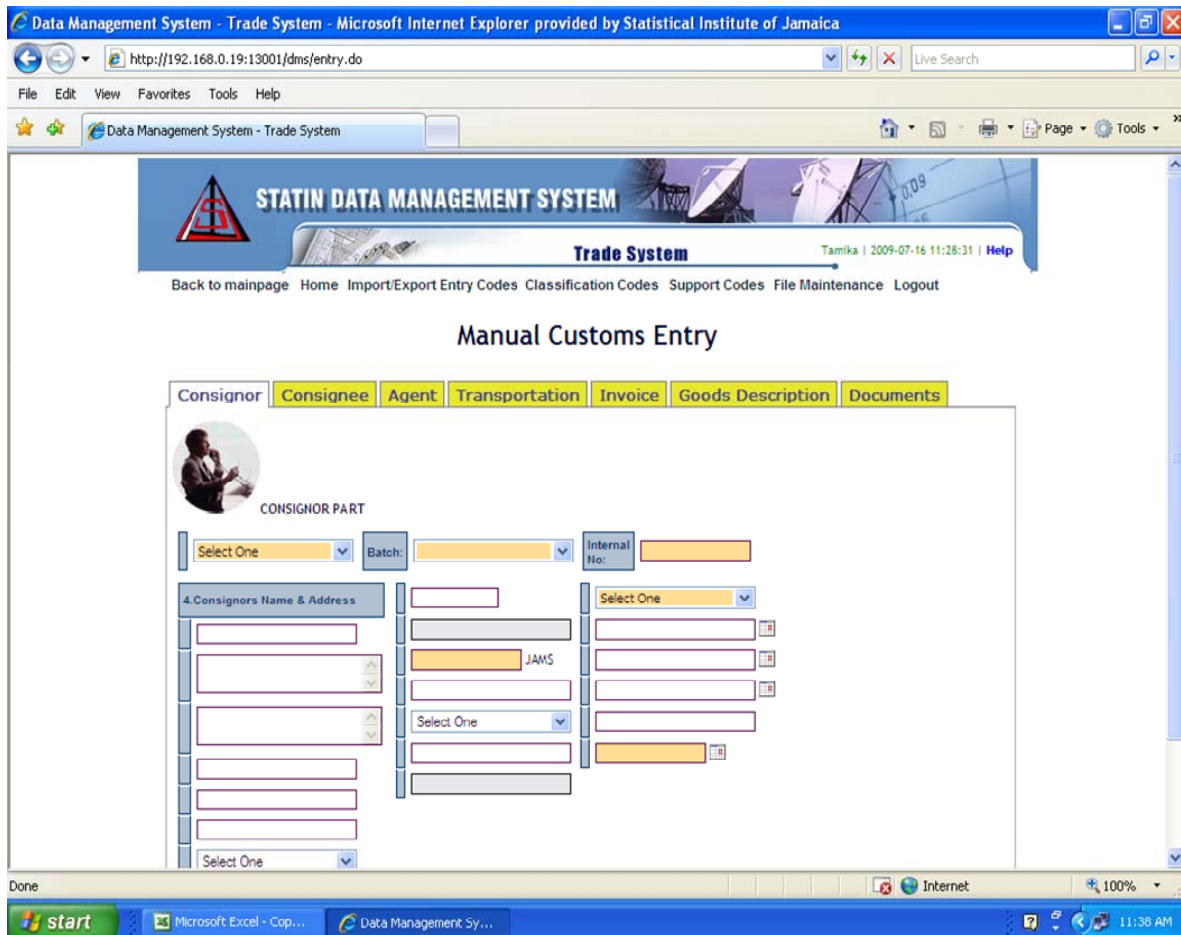 Data Management System - Trade System - Microsoft Internet Explorer provided by Statistical Institute of Jamaica
http://192.168.0.19:13001/dms/entry.do
Live Search
File Edit View Favorites Tools Help
Data Management System - Trade System
Page Tools
STATIN DATA MANAGEMENT SYSTEM
0,09
Trade System
Tamika | 2009-07-16 11:28:31 | Help
Back to mainpage Home Import/Export Entry Codes Classification Codes Support Codes File Maintenance Logout
Manual Customs Entry
Consignor Consignee Agent Transportation Invoice Goods Description Documents
CONSIGNOR PART
Select One Batch: Internal No:
4.Consignors Name & Address
Select One
JAMS
Select One
Select One
Done
Internet
100%
start
Microsoft Excel - Cop...
Data Management Sy...
11:38 AM